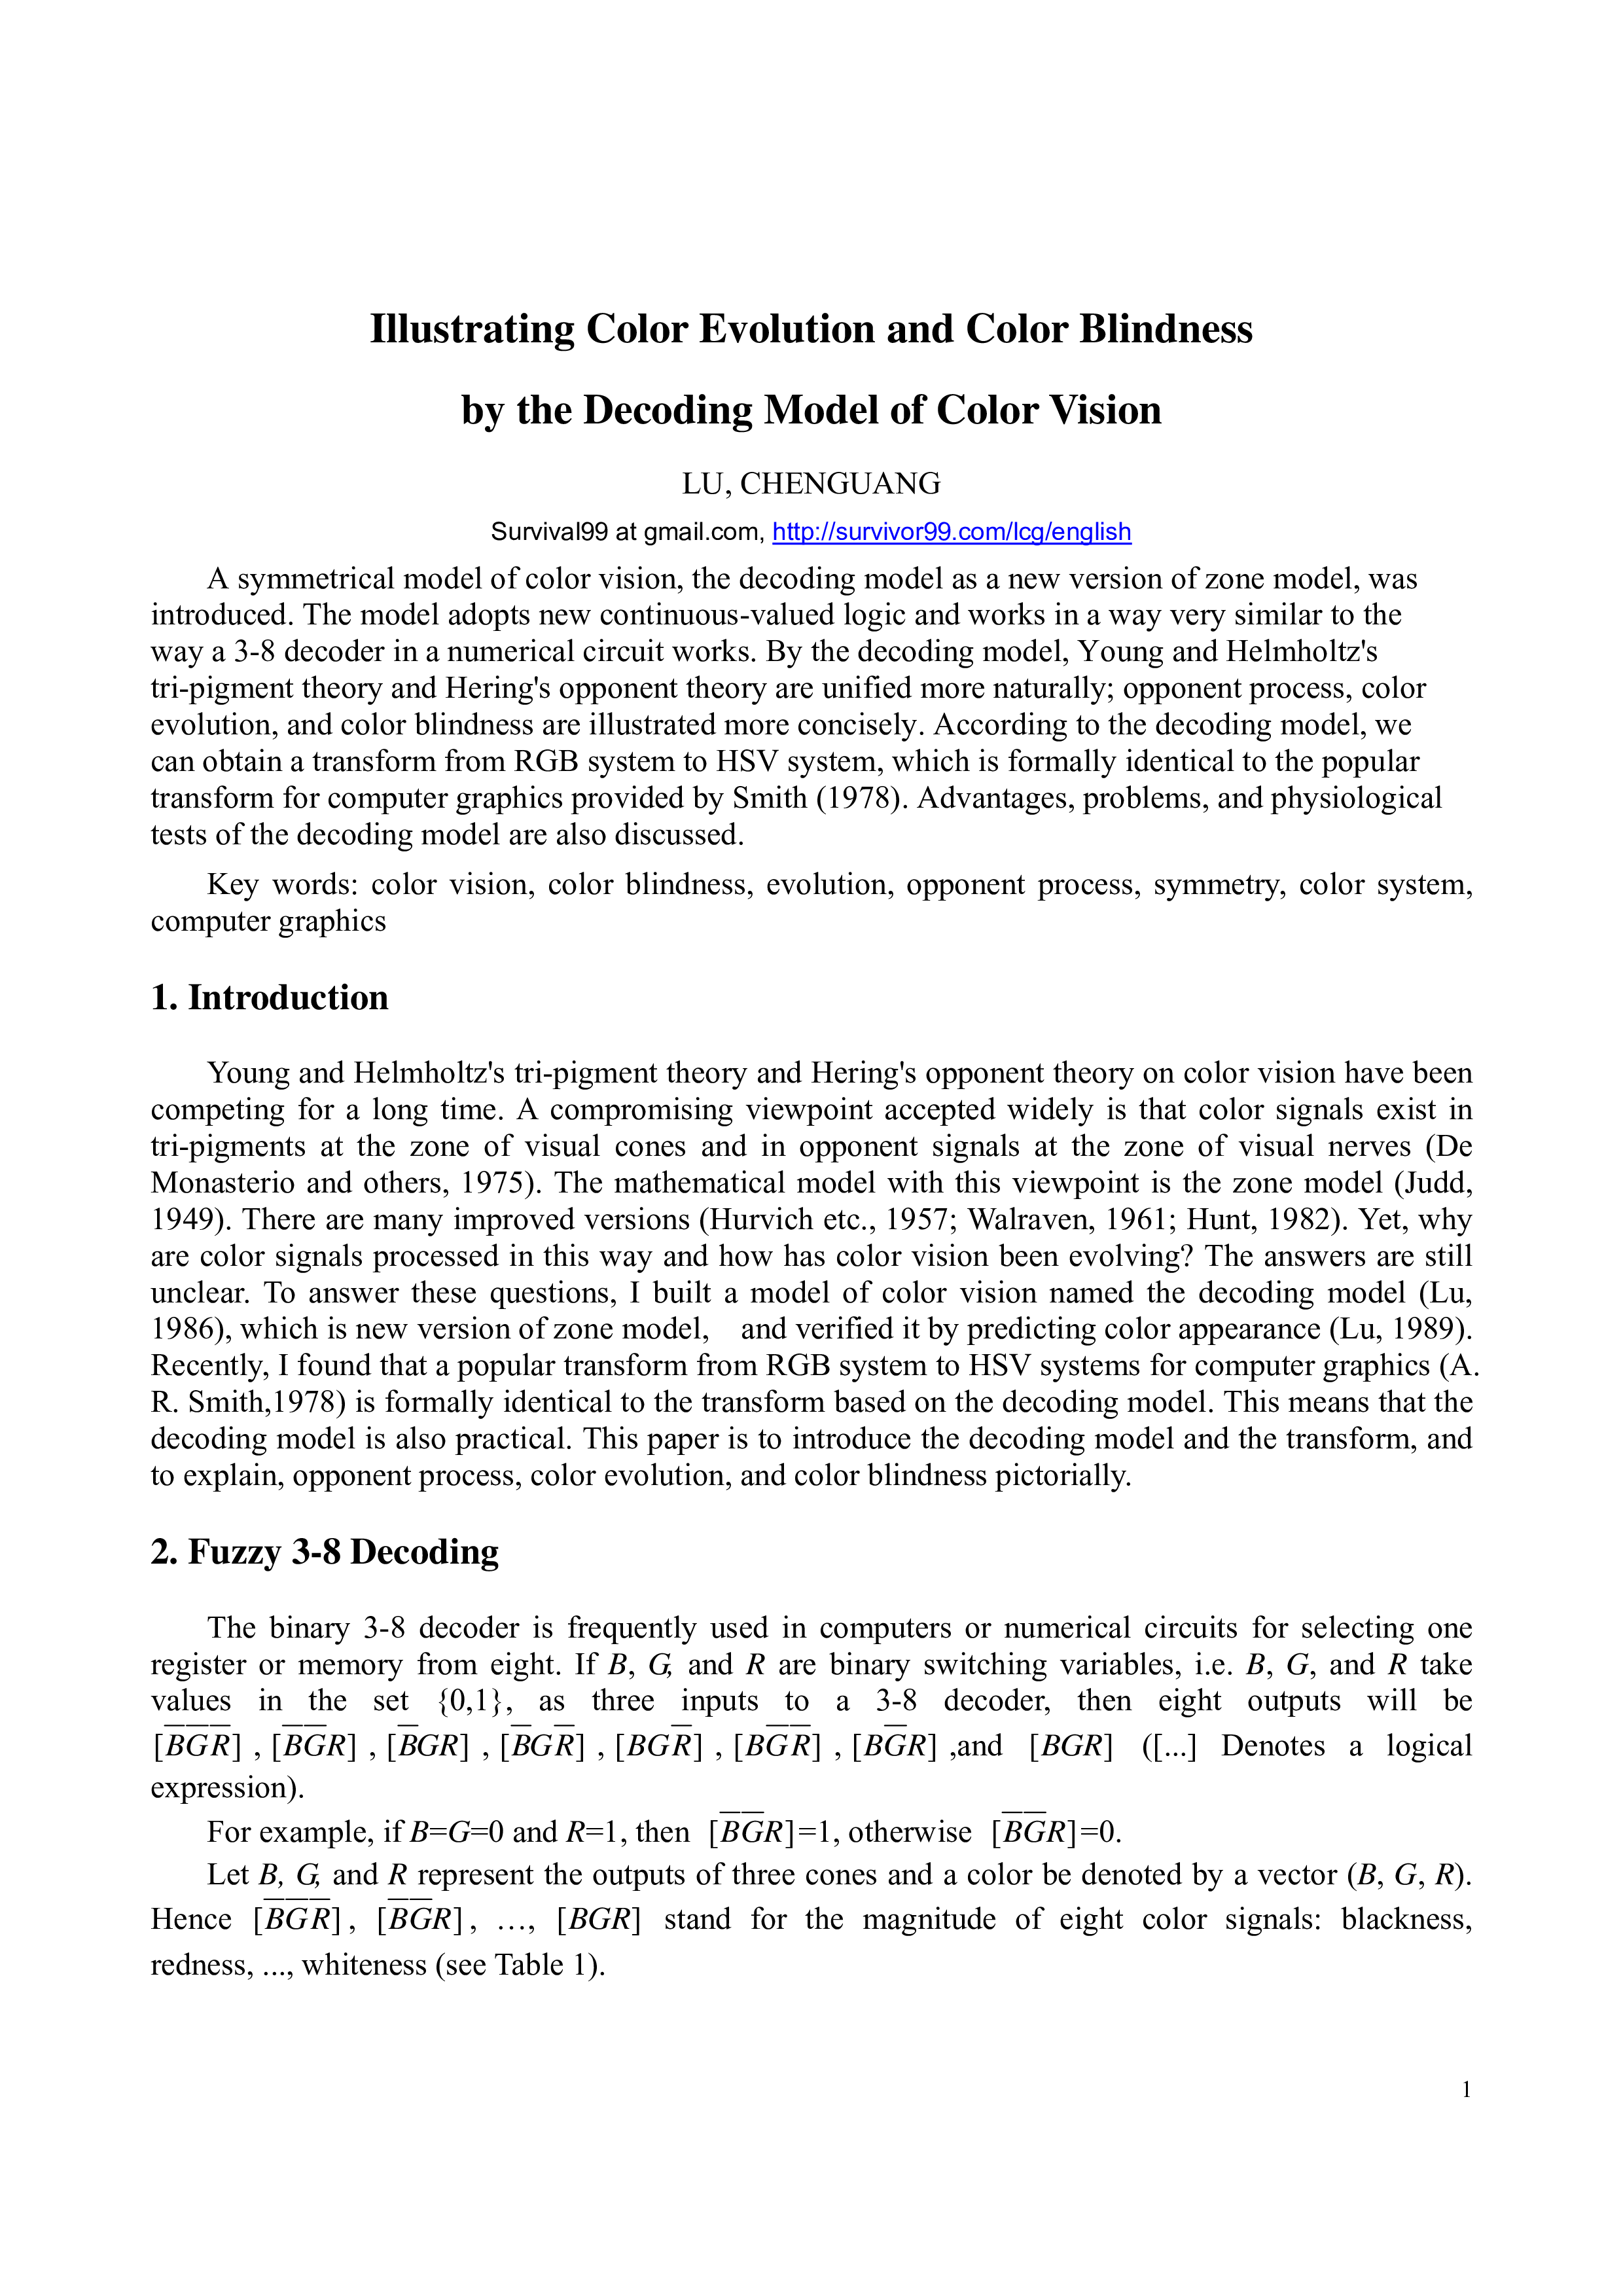 Illustrating Color Evolution and Color Blindness
by the Decoding Model of Color Vision
LU, CHENGUANG
Survival99 at gmail.com, http://survivor99.com/lcg/english
A symmetrical model of color vision, the decoding model as a new version of zone model, was
introduced. The model adopts new continuous-valued logic and works in a way very similar to the
way a 3-8 decoder in a numerical circuit works. By the decoding model, Young and Helmholtz's
tri-pigment theory and Hering's opponent theory are unified more naturally; opponent process, color
evolution, and color blindness are illustrated more concisely. According to the decoding model, we
can obtain a transform from RGB system to HSV system, which is formally identical to the popular
transform for computer graphics provided by Smith (1978). Advantages, problems, and physiological
tests of the decoding model are also discussed.
Key words: color vision, color blindness, evolution, opponent process, symmetry, color system,
computer graphics
1. Introduction
Young and Helmholtz's tri-pigment theory and Hering's opponent theory on color vision have been
competing for a long time. A compromising viewpoint accepted widely is that color signals exist in
tri-pigments at the zone of visual cones and in opponent signals at the zone of visual nerves (De
Monasterio and others, 1975). The mathematical model with this viewpoint is the zone model (Judd,
1949). There are many improved versions (Hurvich etc., 1957; Walraven, 1961; Hunt, 1982). Yet, why
are color signals processed in this way and how has color vision been evolving? The answers are still
unclear. To answer these questions, I built a model of color vision named the decoding model (Lu,
1986), which is new version of zone model, and verified it by predicting color appearance (Lu, 1989).
Recently, I found that a popular transform from RGB system to HSV systems for computer graphics (A.
R. Smith,1978) is formally identical to the transform based on the decoding model. This means that the
decoding model is also practical. This paper is to introduce the decoding model and the transform, and
to explain, opponent process, color evolution, and color blindness pictorially.
2. Fuzzy 3-8 Decoding
The binary 3-8 decoder is frequently used in computers or numerical circuits for selecting one
register or memory from eight. If B, G, and R are binary switching variables, i.e. B, G, and R take
values in the set {0,1}, as three inputs to a 3-8 decoder, then eight outputs will be
[B̅G̅R̅] , [B̅G̅R] , [B̅GR] , [B̅GR̅] , [BGR̅] , [BG̅R̅] , [BG̅R] ,and [BGR] ([...] Denotes a logical
expression).
For example, if B=G=0 and R=1, then [B̅G̅R]=1, otherwise [B̅G̅R]=0.
Let B, G, and R represent the outputs of three cones and a color be denoted by a vector (B, G, R).
Hence [B̅G̅R̅] , [B̅G̅R] , …, [BGR] stand for the magnitude of eight color signals: blackness,
redness, ..., whiteness (see Table 1).
1